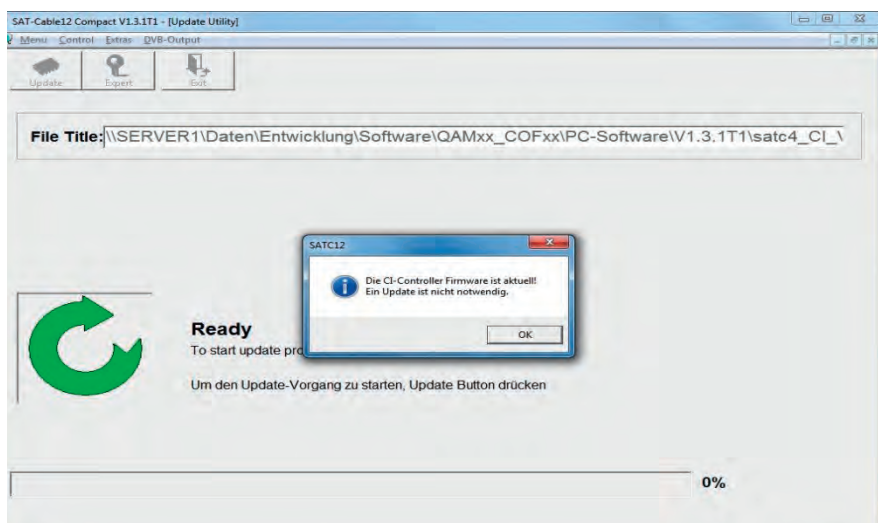 SAT-Cable12 Compact V1.3.1T1 - [Update Utility]
Menu Control Extras DVB-Output
Update Expert Exit
File Title: \\SERVER1\Daten\Entwicklung\Software\QAMxx_COFxx\PC-Software\V1.3.1T1\satc4_CI_\
SATC12
Die CI-Controller Firmware ist aktuell!
Ein Update ist nicht notwendig.
OK
Ready
To start update pro
Um den Update-Vorgang zu starten, Update Button drücken
0%